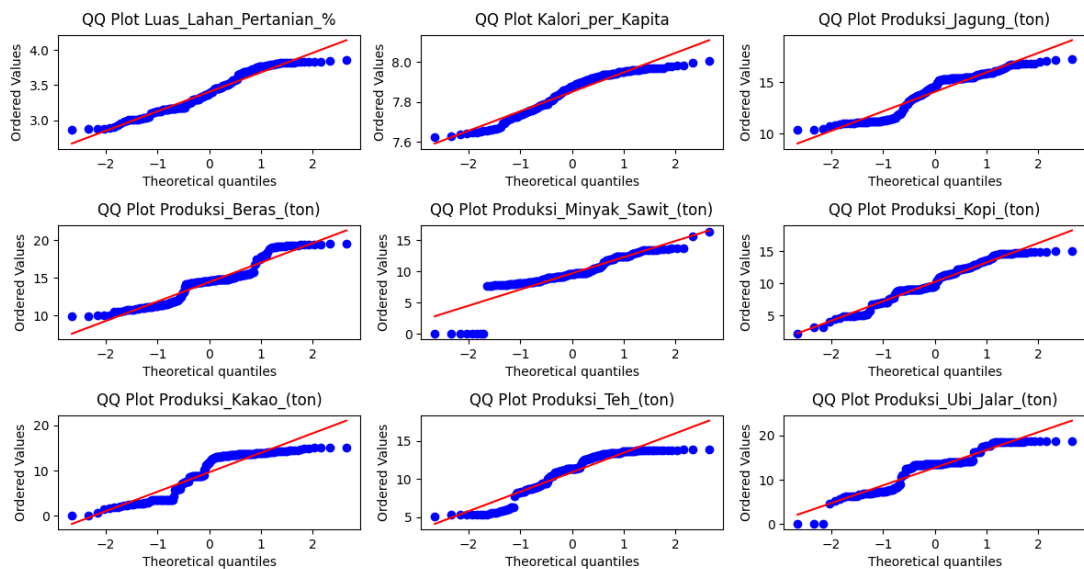 QQ Plot Luas_Lahan_Pertanian_%
Ordered Values
4.0
3.5
3.0
−2 −1 0 1 2
Theoretical quantiles
QQ Plot Kalori_per_Kapita
Ordered Values
8.0
7.8
7.6
−2 −1 0 1 2
Theoretical quantiles
QQ Plot Produksi_Jagung_(ton)
Ordered Values
15
10
−2 −1 0 1 2
Theoretical quantiles
QQ Plot Produksi_Beras_(ton)
Ordered Values
20
15
10
−2 −1 0 1 2
Theoretical quantiles
QQ Plot Produksi_Minyak_Sawit_(ton)
Ordered Values
15
10
5
0
−2 −1 0 1 2
Theoretical quantiles
QQ Plot Produksi_Kopi_(ton)
Ordered Values
15
10
5
−2 −1 0 1 2
Theoretical quantiles
QQ Plot Produksi_Kakao_(ton)
Ordered Values
20
10
0
−2 −1 0 1 2
Theoretical quantiles
QQ Plot Produksi_Teh_(ton)
Ordered Values
15
10
5
−2 −1 0 1 2
Theoretical quantiles
QQ Plot Produksi_Ubi_Jalar_(ton)
Ordered Values
20
10
0
−2 −1 0 1 2
Theoretical quantiles